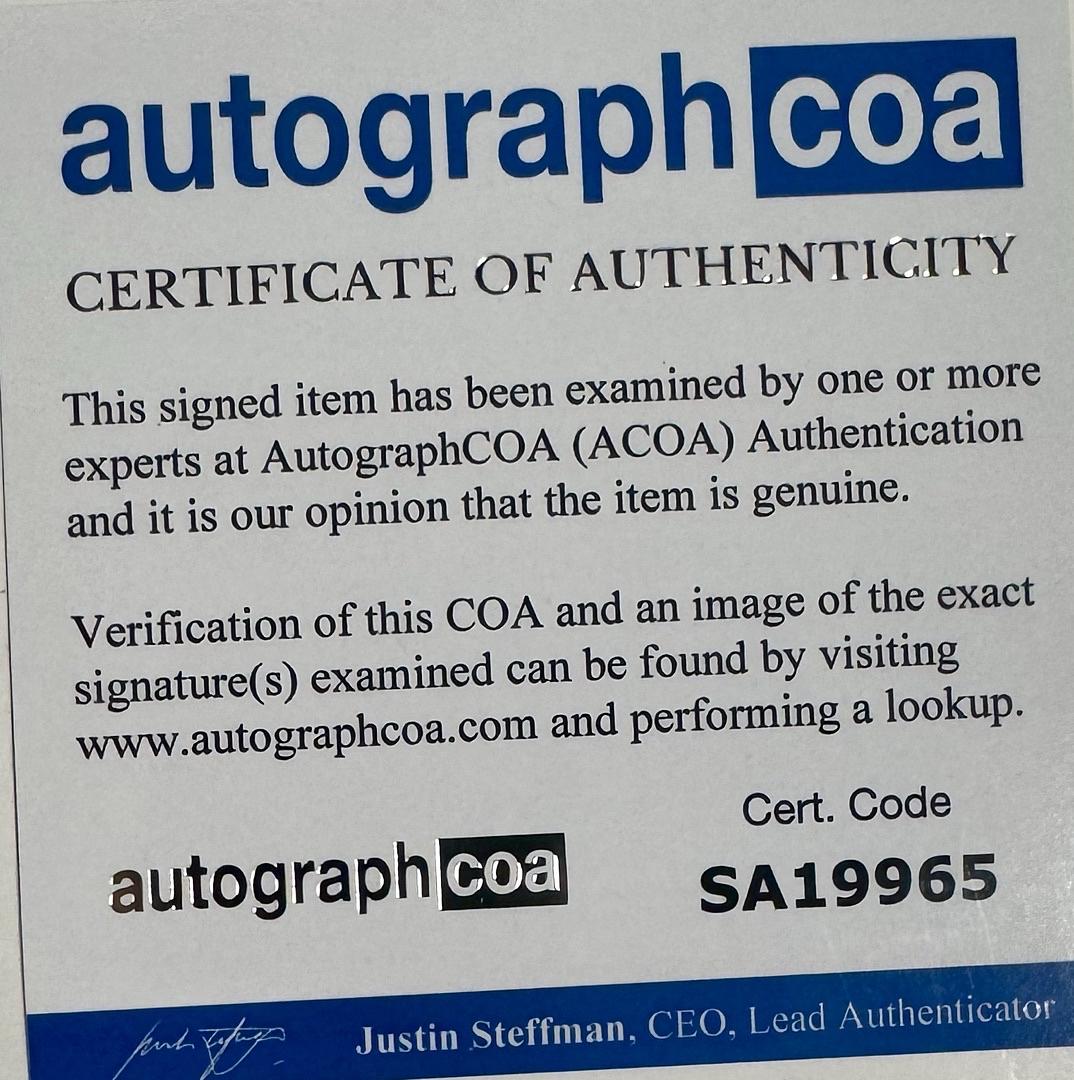 autographcoa
CERTIFICATE OF AUTHENTICITY
This signed item has been examined by one or more
experts at AutographCOA (ACOA) Authentication
and it is our opinion that the item is genuine.
Verification of this COA and an image of the exact
signature(s) examined can be found by visiting
www.autographcoa.com and performing a lookup.
Cert. Code
autographcoa
SA19965
Justin Steffman, CEO, Lead Authenticator